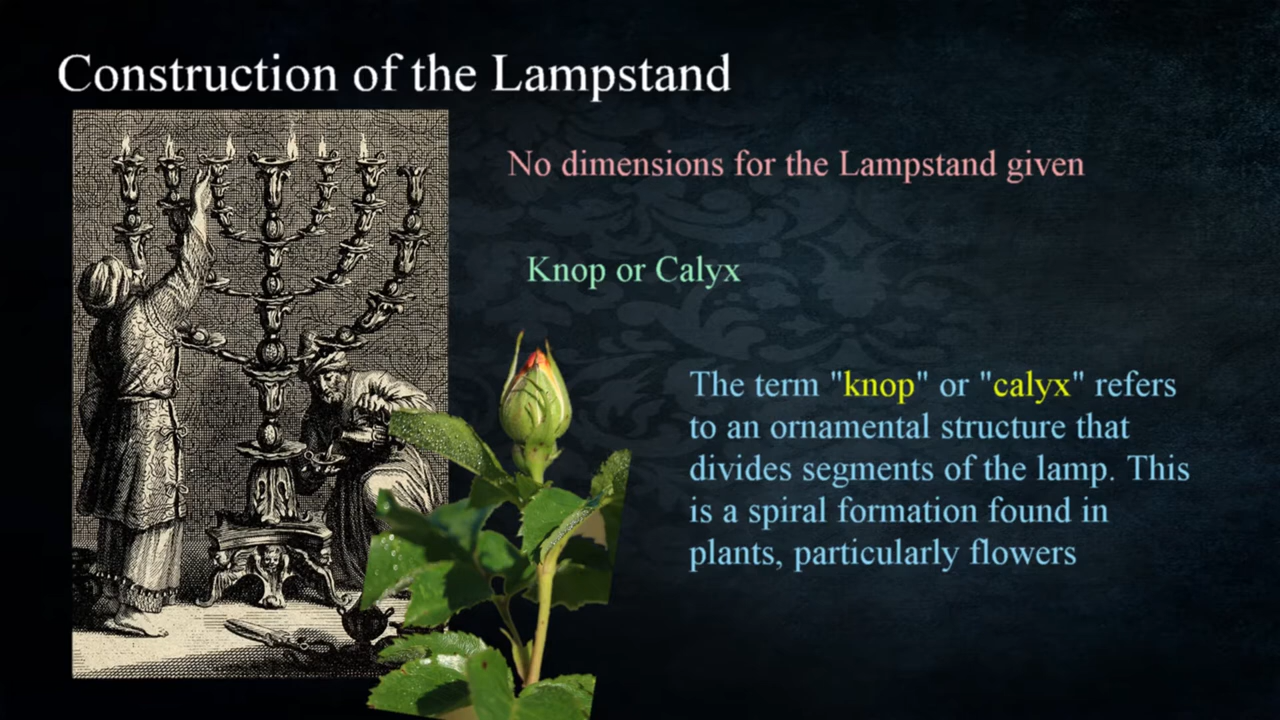 Construction of the Lampstand
No dimensions for the Lampstand given
Knop or Calyx
The term "knop" or "calyx" refers
to an ornamental structure that
divides segments of the lamp. This
is a spiral formation found in
plants, particularly flowers